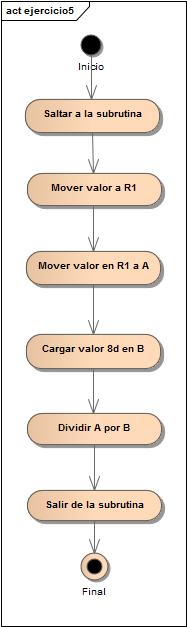 act ejercicio5
Inicio
Saltar a la subrutina
Mover valor a R1
Mover valor en R1 a A
Cargar valor 8d en B
Dividir A por B
Salir de la subrutina
Final